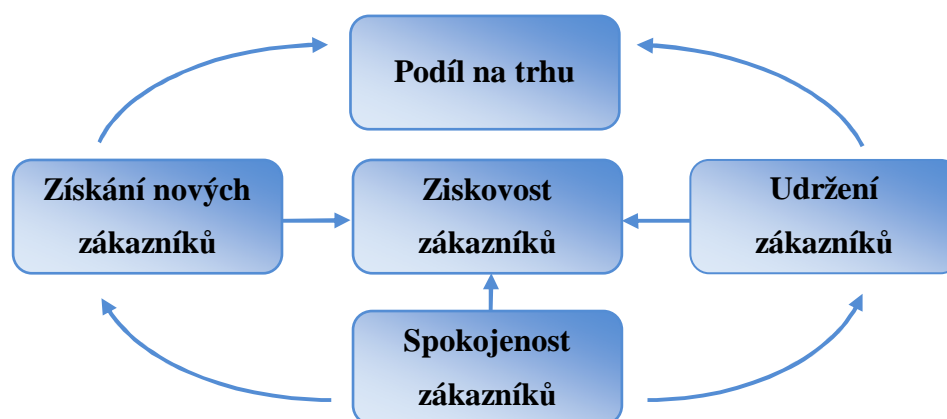 Podíl na trhu
Získání nových
zákazníků
Ziskovost
zákazníků
Udržení
zákazníků
Spokojenost
zákazníků